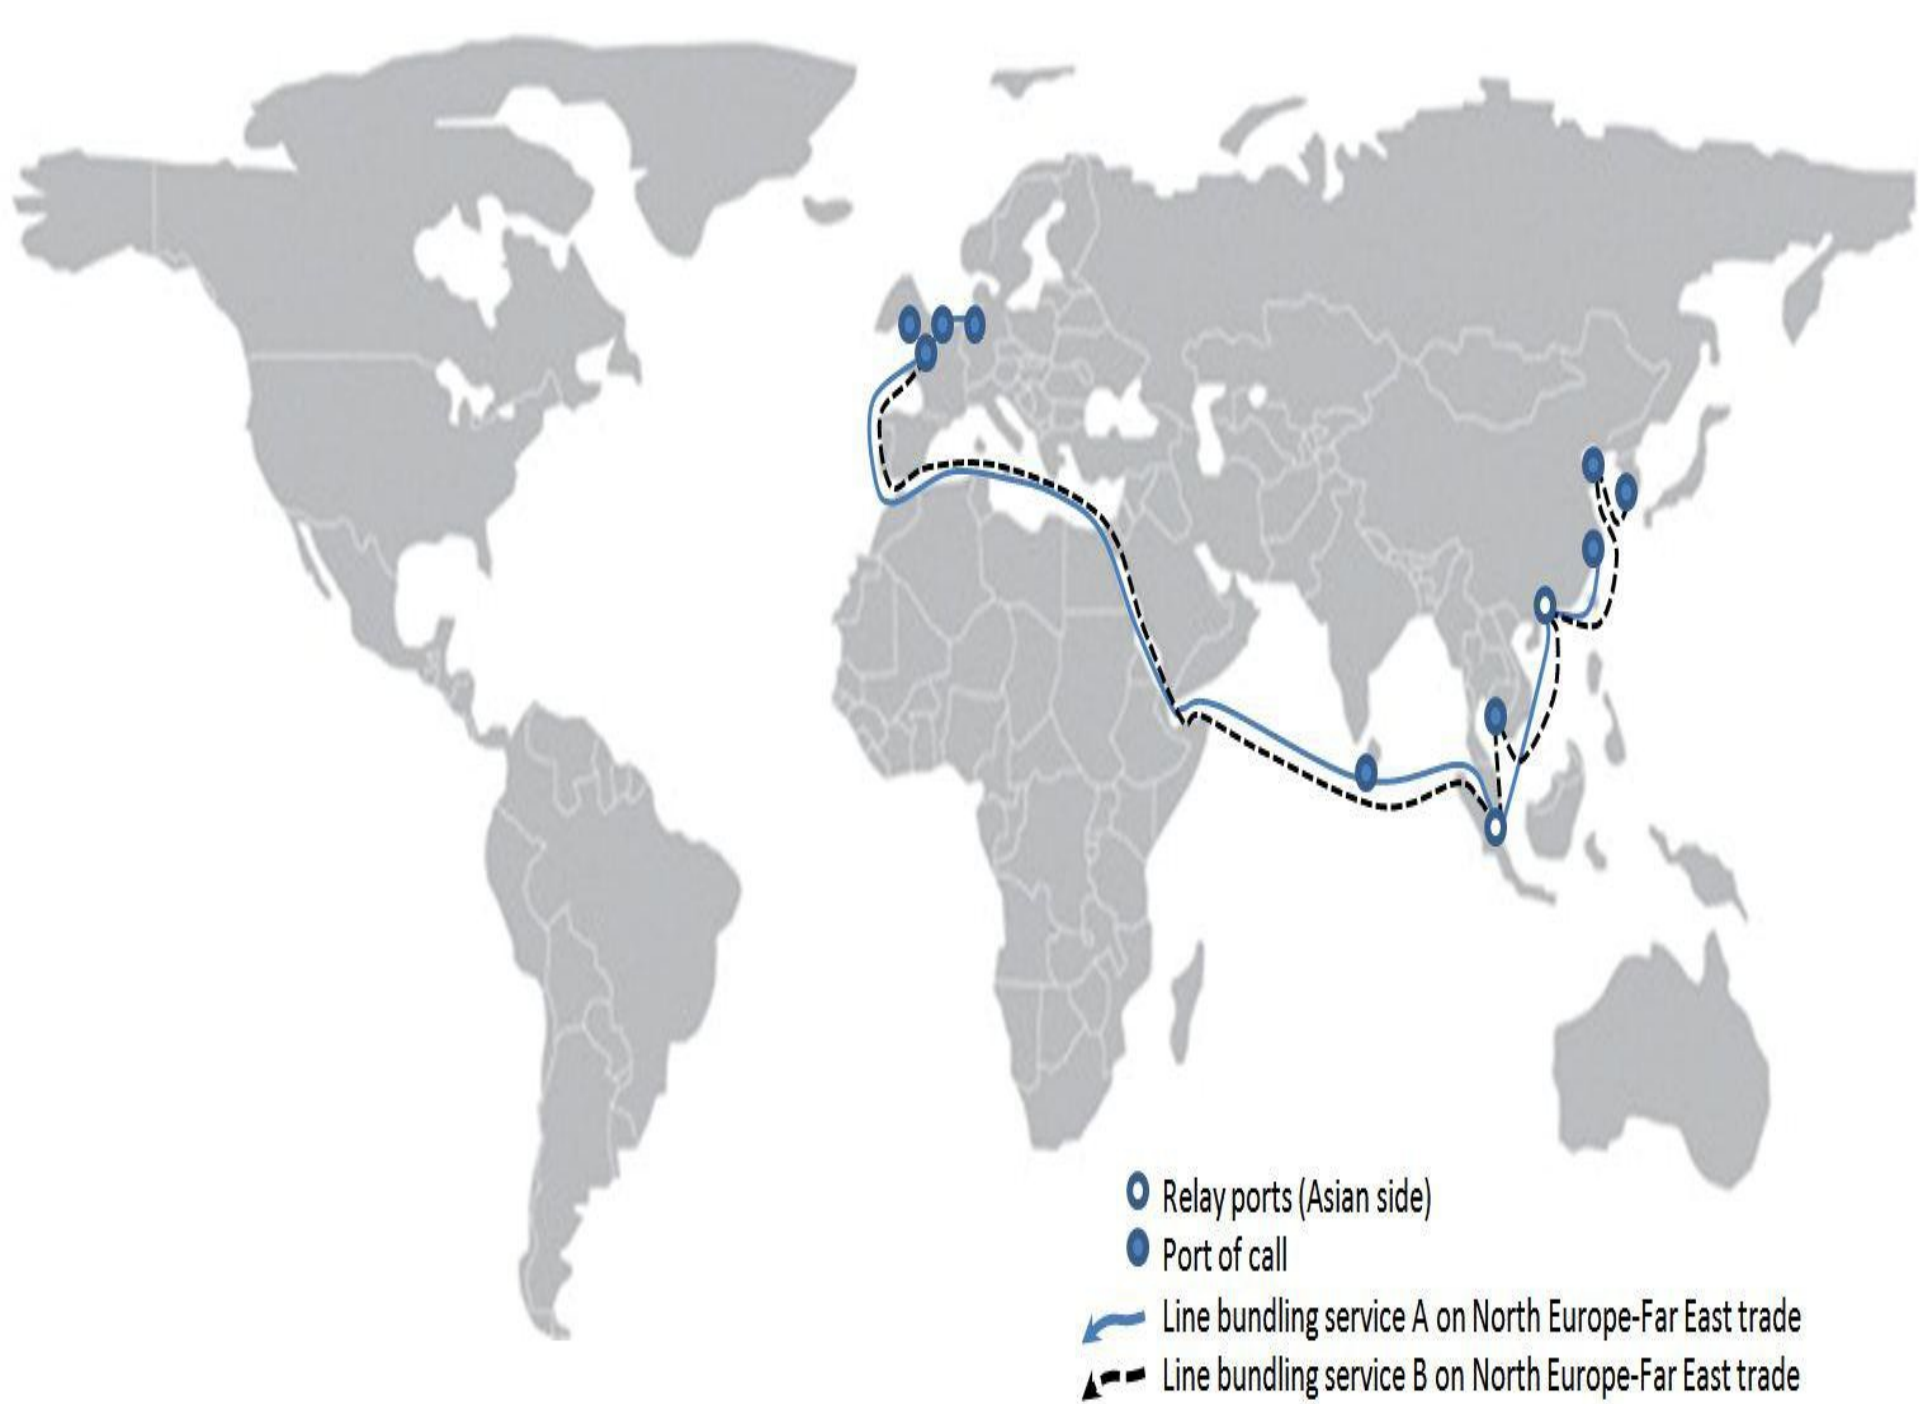 Relay ports (Asian side)
Port of call
Line bundling service A on North Europe-Far East trade
Line bundling service B on North Europe-Far East trade